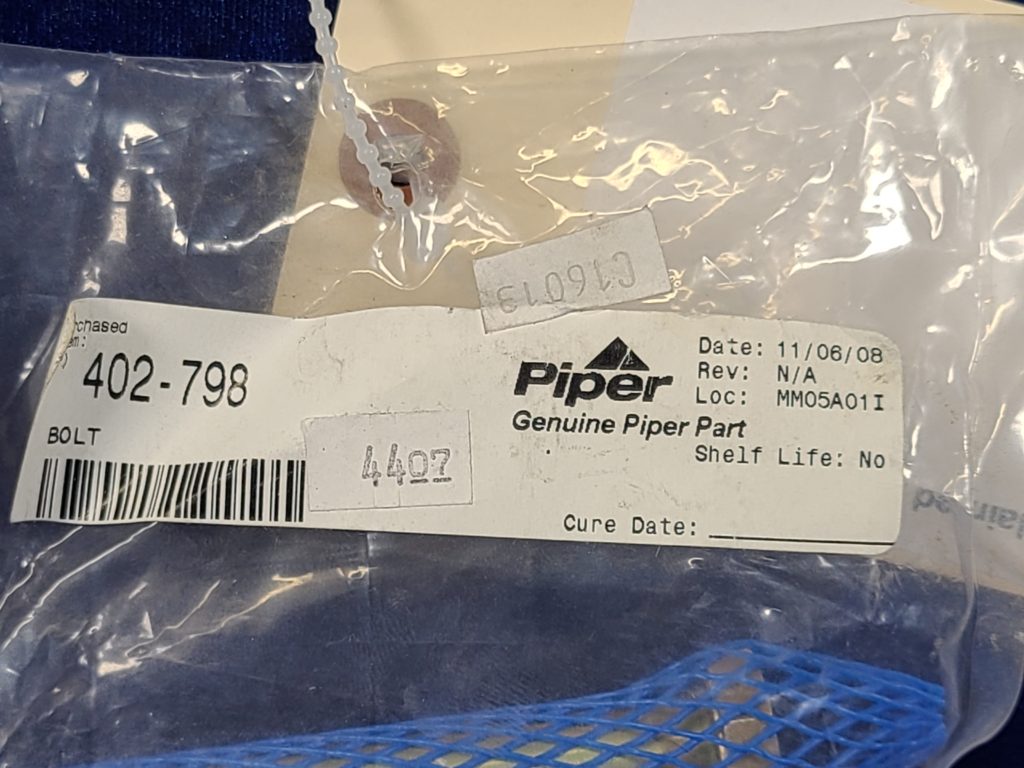 C16013
rchased
em:
402-798
BOLT
4407
Piper
Genuine Piper Part
Date: 11/06/08
Rev: N/A
Loc: MM05A01I
Shelf Life: No
Cure Date: